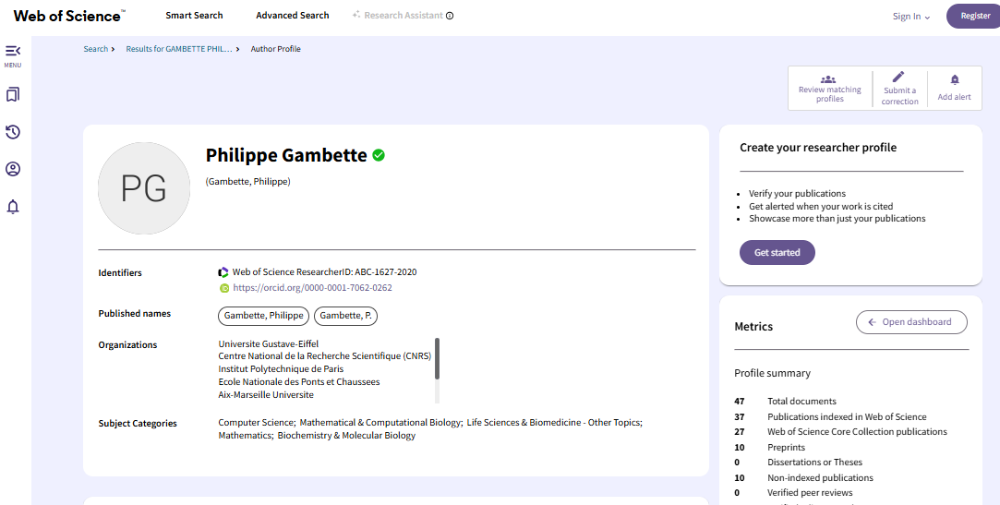 Web of Science™
Smart Search
Advanced Search
Research Assistant
Sign In
Register
MENU
Search > Results for GAMBETTE PHIL... > Author Profile
Review matching profiles
Submit a correction
Add alert
PG
Philippe Gambette
(Gambette, Philippe)
Identifiers
Web of Science ResearcherID: ABC-1627-2020
https://orcid.org/0000-0001-7062-0262
Published names
Gambette, Philippe
Gambette, P.
Organizations
Universite Gustave-Eiffel
Centre National de la Recherche Scientifique (CNRS)
Institut Polytechnique de Paris
Ecole Nationale des Ponts et Chaussees
Aix-Marseille Universite
Subject Categories
Computer Science; Mathematical & Computational Biology; Life Sciences & Biomedicine - Other Topics;
Mathematics; Biochemistry & Molecular Biology
Create your researcher profile
• Verify your publications
• Get alerted when your work is cited
• Showcase more than just your publications
Get started
Metrics
Open dashboard
Profile summary
47 Total documents
37 Publications indexed in Web of Science
27 Web of Science Core Collection publications
10 Preprints
0 Dissertations or Theses
10 Non-indexed publications
0 Verified peer reviews